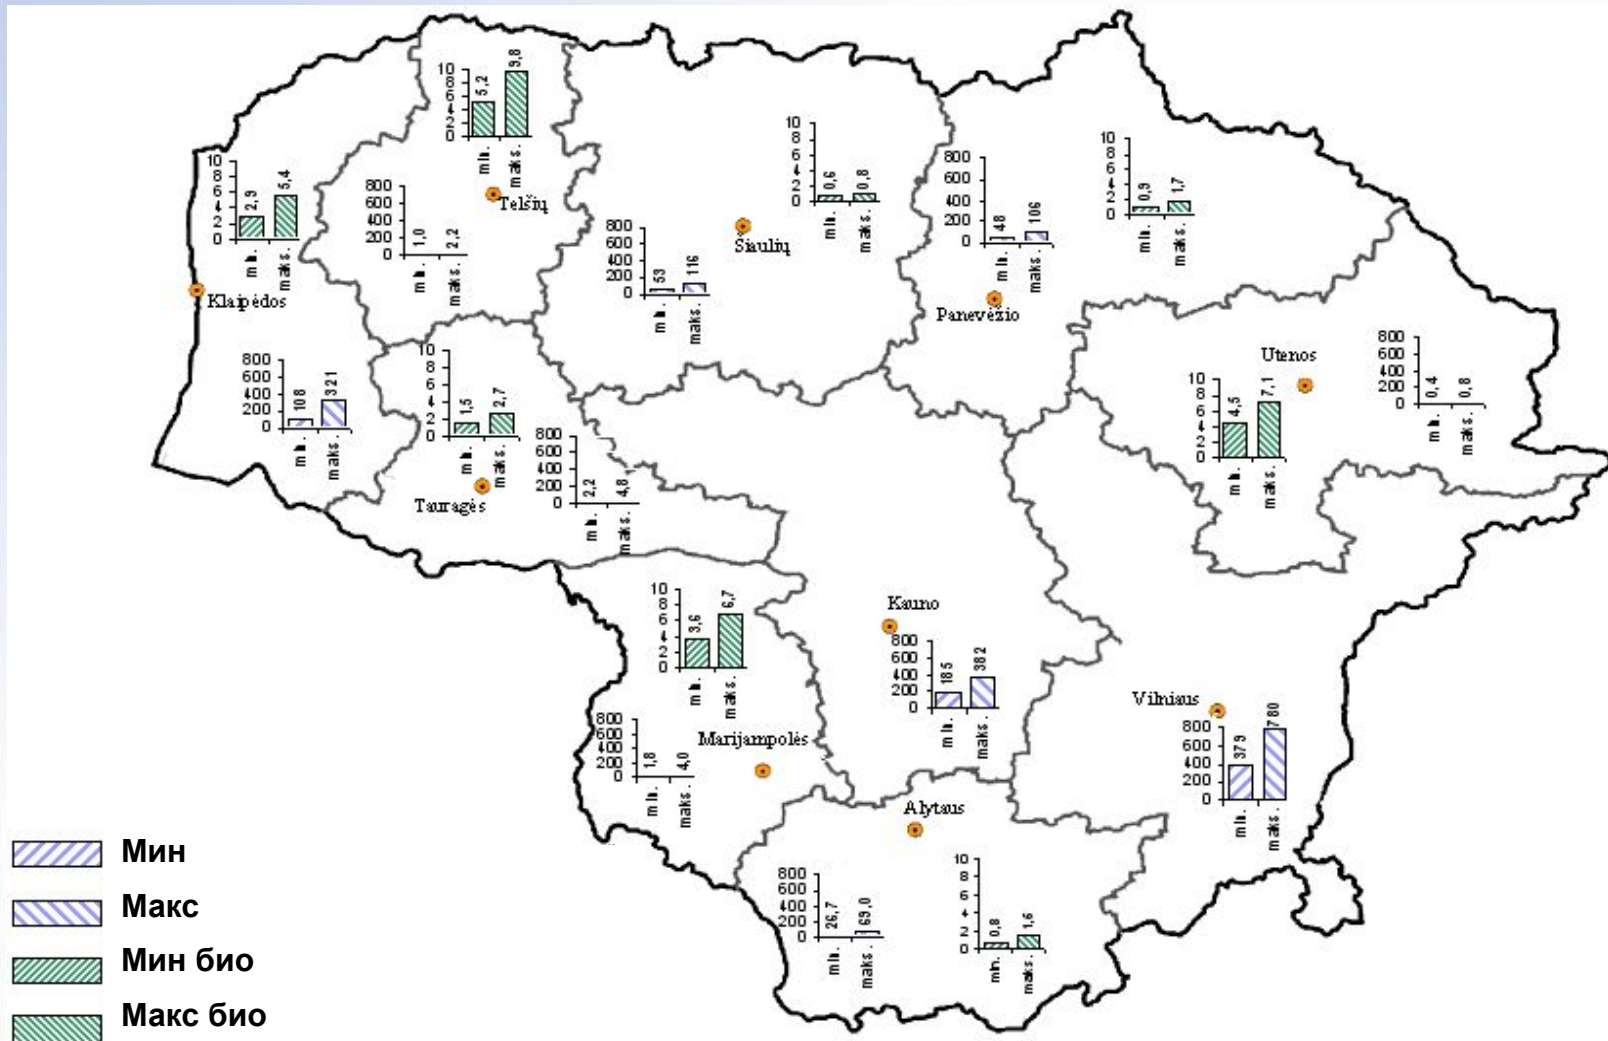 10
8
6
4
2
0
5,2
9,8
min.
maks.
Telšių
800
600
400
200
0
1,0
2,2
min.
maks.
10
8
6
4
2
0
2,9
5,4
min.
maks.
Klaipėdos
800
600
400
200
0
108
321
min.
maks.
10
8
6
4
2
0
0,6
0,8
min.
maks.
Šiaulių
800
600
400
200
0
53
116
min.
maks.
800
600
400
200
0
48
106
min.
maks.
Panevėžio
10
8
6
4
2
0
0,9
1,7
min.
maks.
Utenos
10
8
6
4
2
0
4,5
7,1
min.
maks.
800
600
400
200
0
0,4
0,8
min.
maks.
10
8
6
4
2
0
1,5
2,7
min.
maks.
Tauragės
800
600
400
200
0
2,2
4,8
min.
maks.
10
8
6
4
2
0
3,6
6,7
min.
maks.
Marijampolės
800
600
400
200
0
1,8
4,0
min.
maks.
Kauno
800
600
400
200
0
185
382
min.
maks.
Vilniaus
800
600
400
200
0
379
780
min.
maks.
Alytaus
800
600
400
200
0
26,7
69,0
min.
maks.
10
8
6
4
2
0
0,8
1,6
min.
maks.
Мин
Макс
Мин био
Макс био